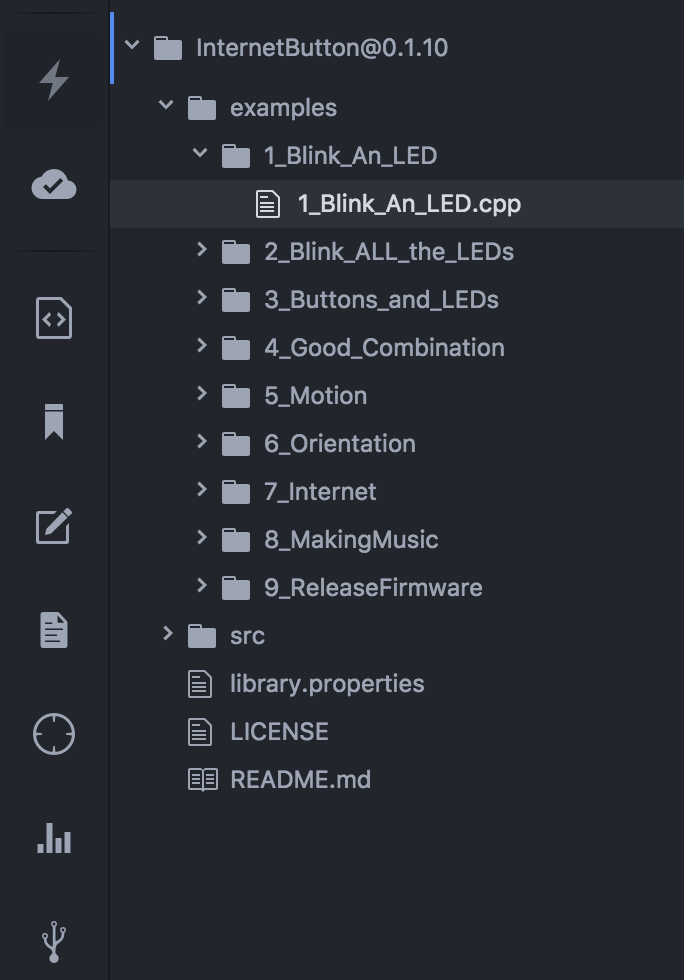 InternetButton@0.1.10
examples
1_Blink_An_LED
1_Blink_An_LED.cpp
2_Blink_ALL_the_LEDs
3_Buttons_and_LEDs
4_Good_Combination
5_Motion
6_Orientation
7_Internet
8_MakingMusic
9_ReleaseFirmware
src
library.properties
LICENSE
README.md